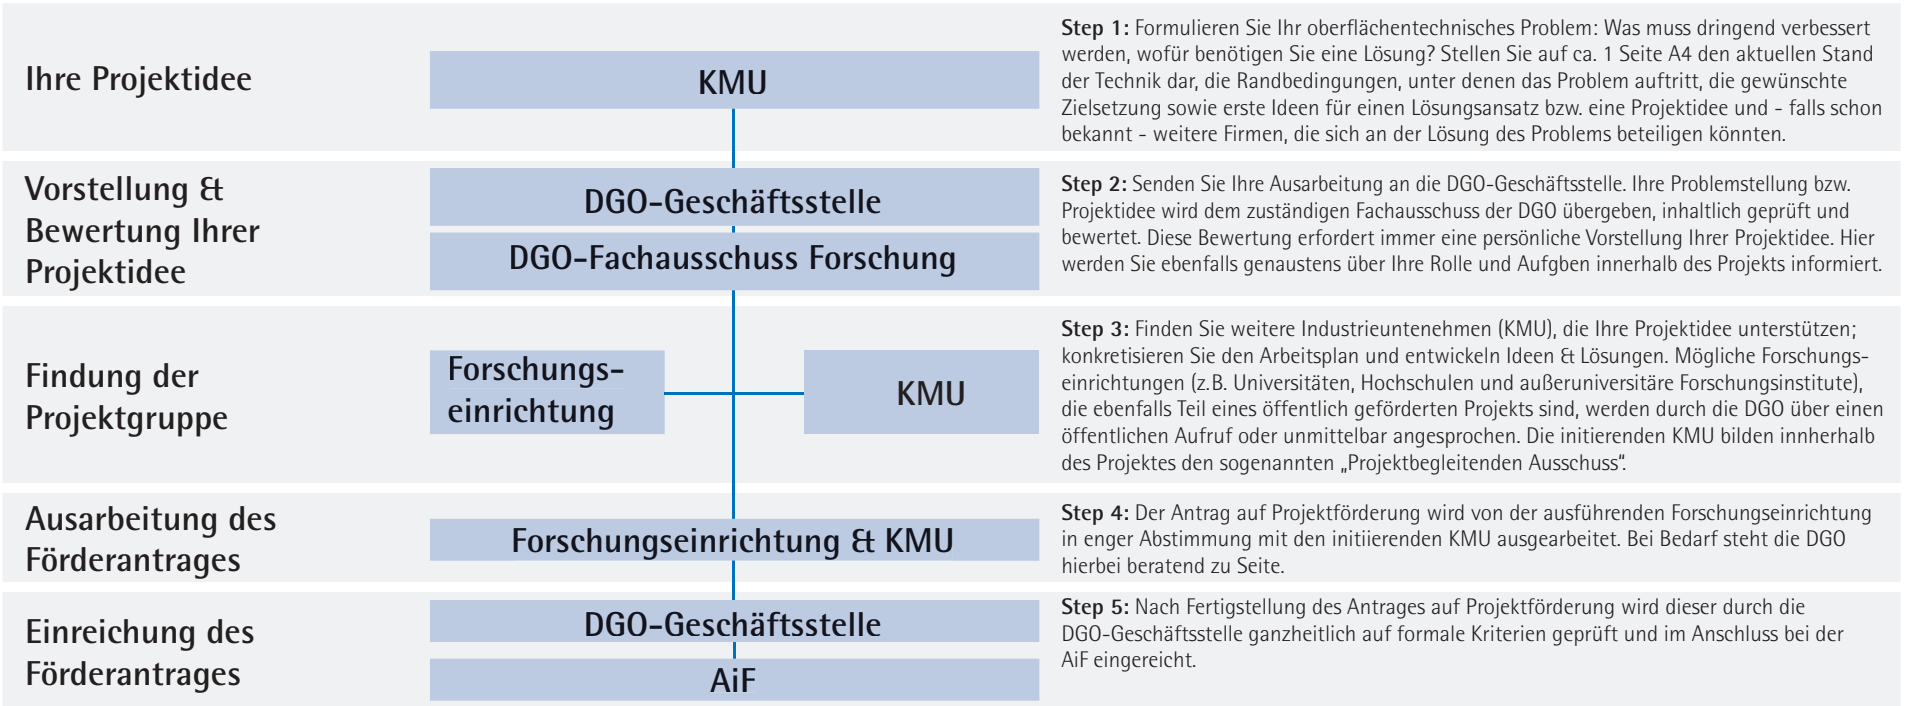 Ihre Projektidee
KMU
Step 1: Formulieren Sie Ihr oberflächentechnisches Problem: Was muss dringend verbessert
werden, wofür benötigen Sie eine Lösung? Stellen Sie auf ca. 1 Seite A4 den aktuellen Stand
der Technik dar, die Randbedingungen, unter denen das Problem auftritt, die gewünschte
Zielsetzung sowie erste Ideen für einen Lösungsansatz bzw. eine Projektidee und - falls schon
bekannt - weitere Firmen, die sich an der Lösung des Problems beteiligen könnten.
Vorstellung &
Bewertung Ihrer
Projektidee
DGO-Geschäftsstelle
DGO-Fachausschuss Forschung
Step 2: Senden Sie Ihre Ausarbeitung an die DGO-Geschäftsstelle. Ihre Problemstellung bzw.
Projektidee wird dem zuständigen Fachausschuss der DGO übergeben, inhaltlich geprüft und
bewertet. Diese Bewertung erfordert immer eine persönliche Vorstellung Ihrer Projektidee. Hier
werden Sie ebenfalls genaustens über Ihre Rolle und Aufgben innerhalb des Projekts informiert.
Findung der
Projektgruppe
Forschungs-
einrichtung
KMU
Step 3: Finden Sie weitere Industrieuntenehmen (KMU), die Ihre Projektidee unterstützen;
konkretisieren Sie den Arbeitsplan und entwickeln Ideen & Lösungen. Mögliche Forschungs-
einrichtungen (z.B. Universitäten, Hochschulen und außeruniversitäre Forschungsinstitute),
die ebenfalls Teil eines öffentlich geförderten Projekts sind, werden durch die DGO über einen
öffentlichen Aufruf oder unmittelbar angesprochen. Die initierenden KMU bilden innherhalb
des Projektes den sogenannten „Projektbegleitenden Ausschuss“.
Ausarbeitung des
Förderantrages
Forschungseinrichtung & KMU
Step 4: Der Antrag auf Projektförderung wird von der ausführenden Forschungseinrichtung
in enger Abstimmung mit den initiierenden KMU ausgearbeitet. Bei Bedarf steht die DGO
hierbei beratend zu Seite.
Einreichung des
Förderantrages
DGO-Geschäftsstelle
AiF
Step 5: Nach Fertigstellung des Antrages auf Projektförderung wird dieser durch die
DGO-Geschäftsstelle ganzheitlich auf formale Kriterien geprüft und im Anschluss bei der
AiF eingereicht.